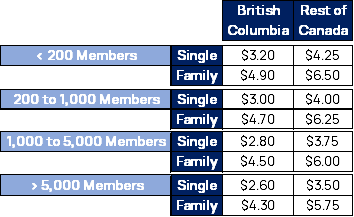 British Columbia Rest of Canada
< 200 Members Single $3.20 $4.25
Family $4.90 $6.50
200 to 1,000 Members Single $3.00 $4.00
Family $4.70 $6.25
1,000 to 5,000 Members Single $2.80 $3.75
Family $4.50 $6.00
> 5,000 Members Single $2.60 $3.50
Family $4.30 $5.75